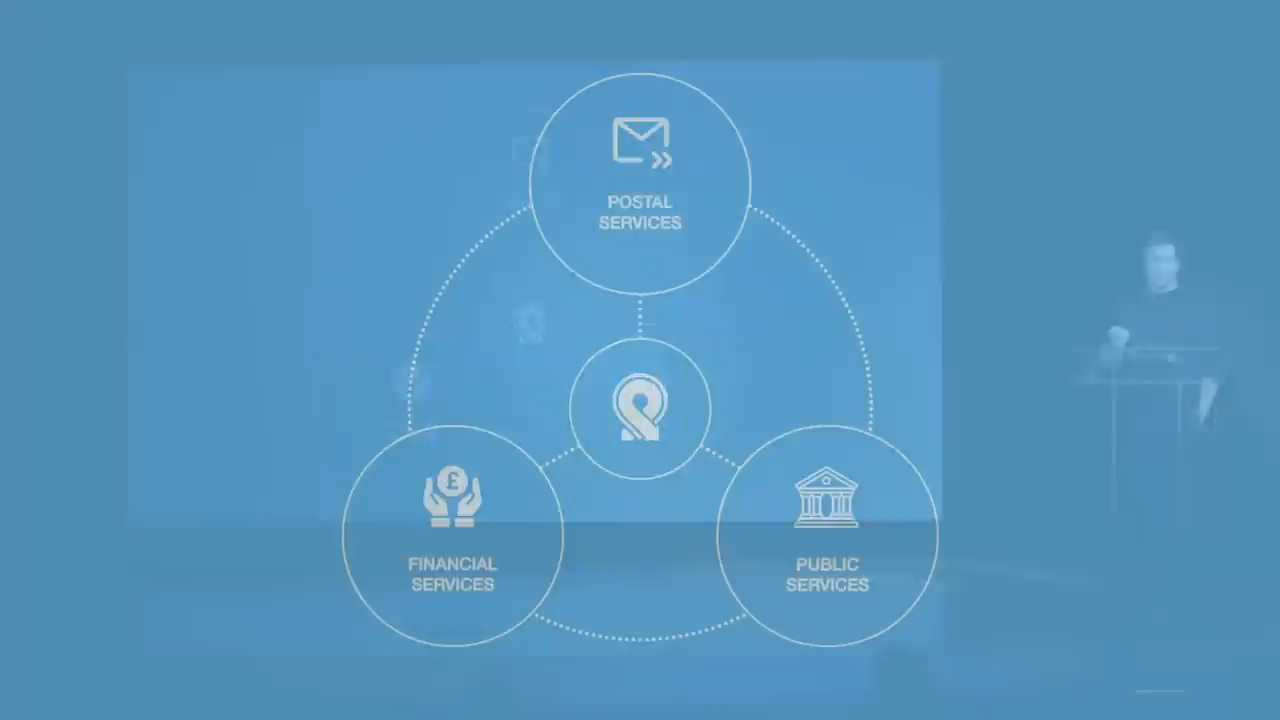 POSTAL
SERVICES
£
FINANCIAL
SERVICES
PUBLIC
SERVICES